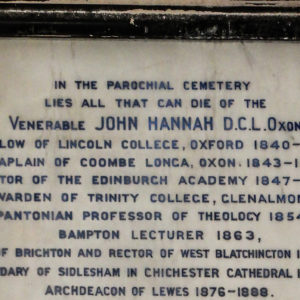 IN THE PAROCHIAL CEMETERY
LIES ALL THAT CAN DIE OF THE
VENERABLE JOHN HANNAH D.C.L. OXON
LOW OF LINCOLN COLLEGE, OXFORD 1840-
APLAIN OF COOMBE LONGA, OXON. 1843-1
TOR OF THE EDINBURGH ACADEMY 1847-
WARDEN OF TRINITY COLLEGE, GLENALMON
PANTONIAN PROFESSOR OF THEOLOGY 1854
BAMPTON LECTURER 1863,
OF BRIGHTON AND RECTOR OF WEST BLATCHINGTON 1
DARY OF SIDLESHAM IN CHICHESTER CATHEDRAL
ARCHDEACON OF LEWES 1876-1888.